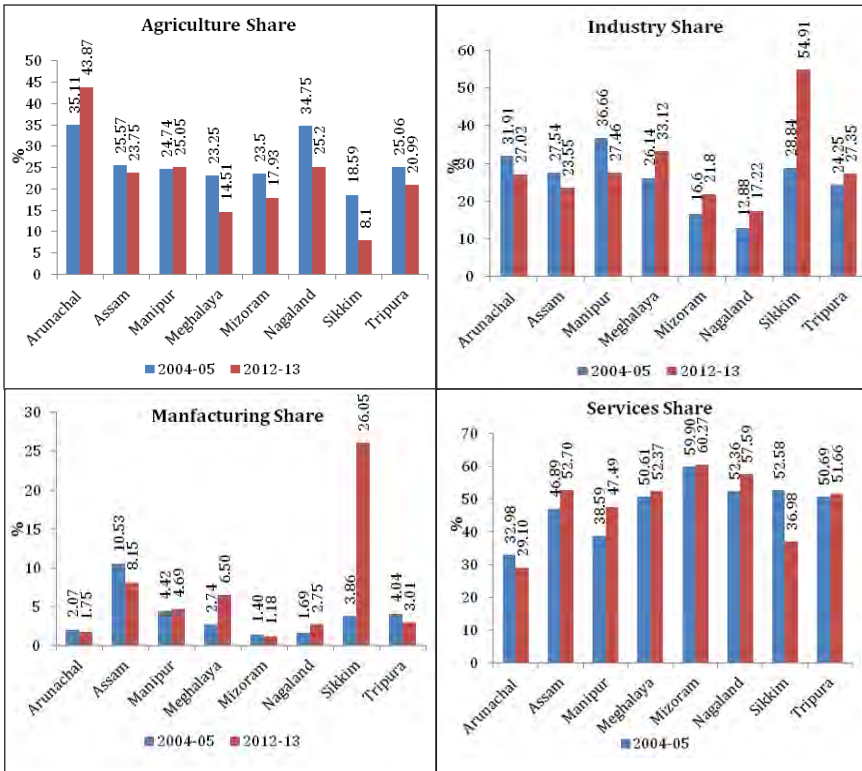 Agriculture Share
50
45
40
35
30
25
20
15
10
5
0
%
35.11
43.87
25.57
23.75
24.74
25.05
23.25
14.51
23.5
17.93
34.75
25.2
18.59
8.1
25.06
20.99
Arunachal
Assam
Manipur
Meghalaya
Mizoram
Nagaland
Sikkim
Tripura
2004-05 2012-13
Industry Share
60
50
40
30
20
10
0
%
31.91
27.02
27.54
23.55
36.66
27.46
26.14
33.12
16.6
21.8
12.88
17.22
28.84
54.91
24.25
27.35
Arunachal
Assam
Manipur
Meghalaya
Mizoram
Nagaland
Sikkim
Tripura
2004-05 2012-13
Manfacturing Share
30
25
20
15
10
5
0
%
2.07
1.75
10.53
8.15
4.42
4.69
2.74
6.50
1.40
1.18
1.69
2.75
3.86
26.05
4.04
3.01
Arunachal
Assam
Manipur
Meghalaya
Mizoram
Nagaland
Sikkim
Tripura
2004-05 2012-13
Services Share
70
60
50
40
30
20
10
0
%
32.98
29.10
46.89
52.70
38.59
47.49
50.61
52.37
59.90
60.27
52.36
57.59
52.58
36.98
50.69
51.66
Arunachal
Assam
Manipur
Meghalaya
Mizoram
Nagaland
Sikkim
Tripura
2004-05